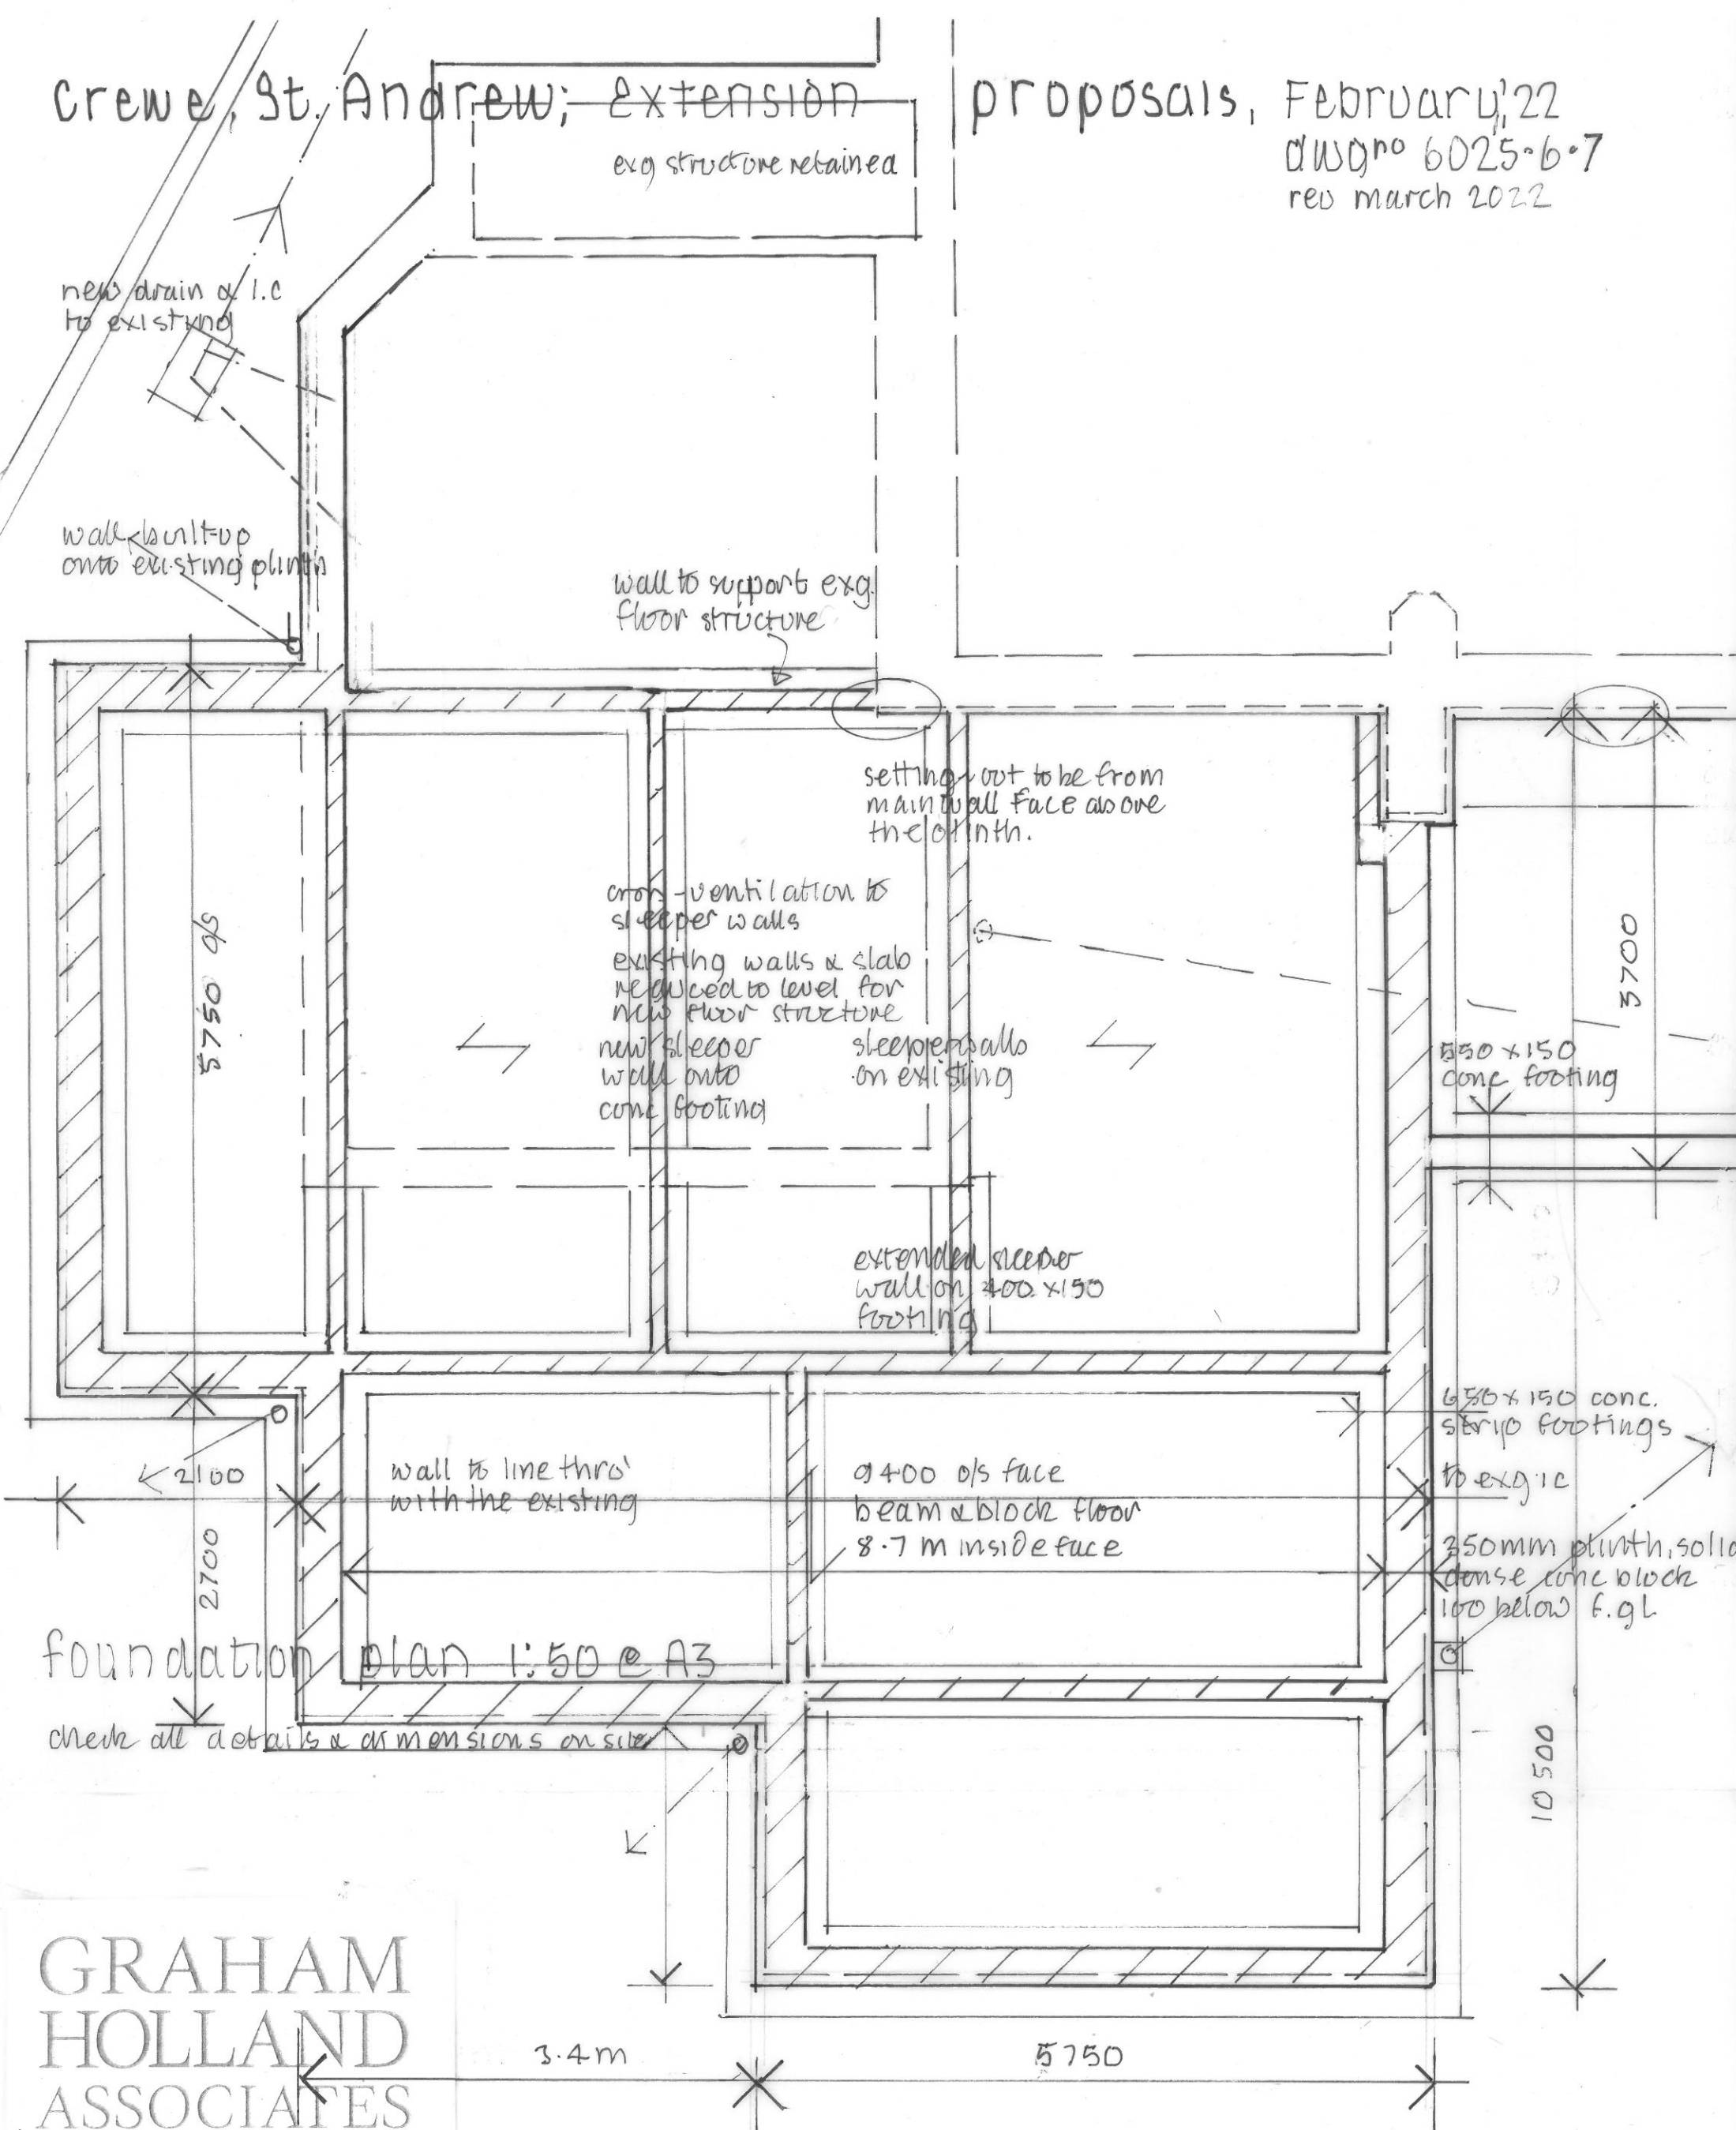 crewe, St. Andrew; extension proposals, February, '22
dwg no 6025·6·7
rev march 2022
exg structure retained
new drain & I.C
to existing
wall built-up
onto existing plinth
wall to support exg.
floor structure
setting-out to be from
main wall face above
the plinth.
cross-ventilation to
sleeper walls
existing walls & slab
reduced to level for
new floor structure
new sleeper
wall onto
conc footing
sleeper walls
on existing
5750 o/s
3700
550 x 150
conc footing
extended sleeper
wall on 400 x 150
footing
650 x 150 conc.
strip footings
to exg ic
350mm plinth, solid
dense conc block
100 below f.gl
2100
2700
wall to line thro'
with the existing
9400 o/s face
beam & block floor
8.7 m inside face
foundation plan 1:50 @ A3
check all details & dimensions on site
10500
GRAHAM
HOLLAND
ASSOCIATES
3.4m
5750